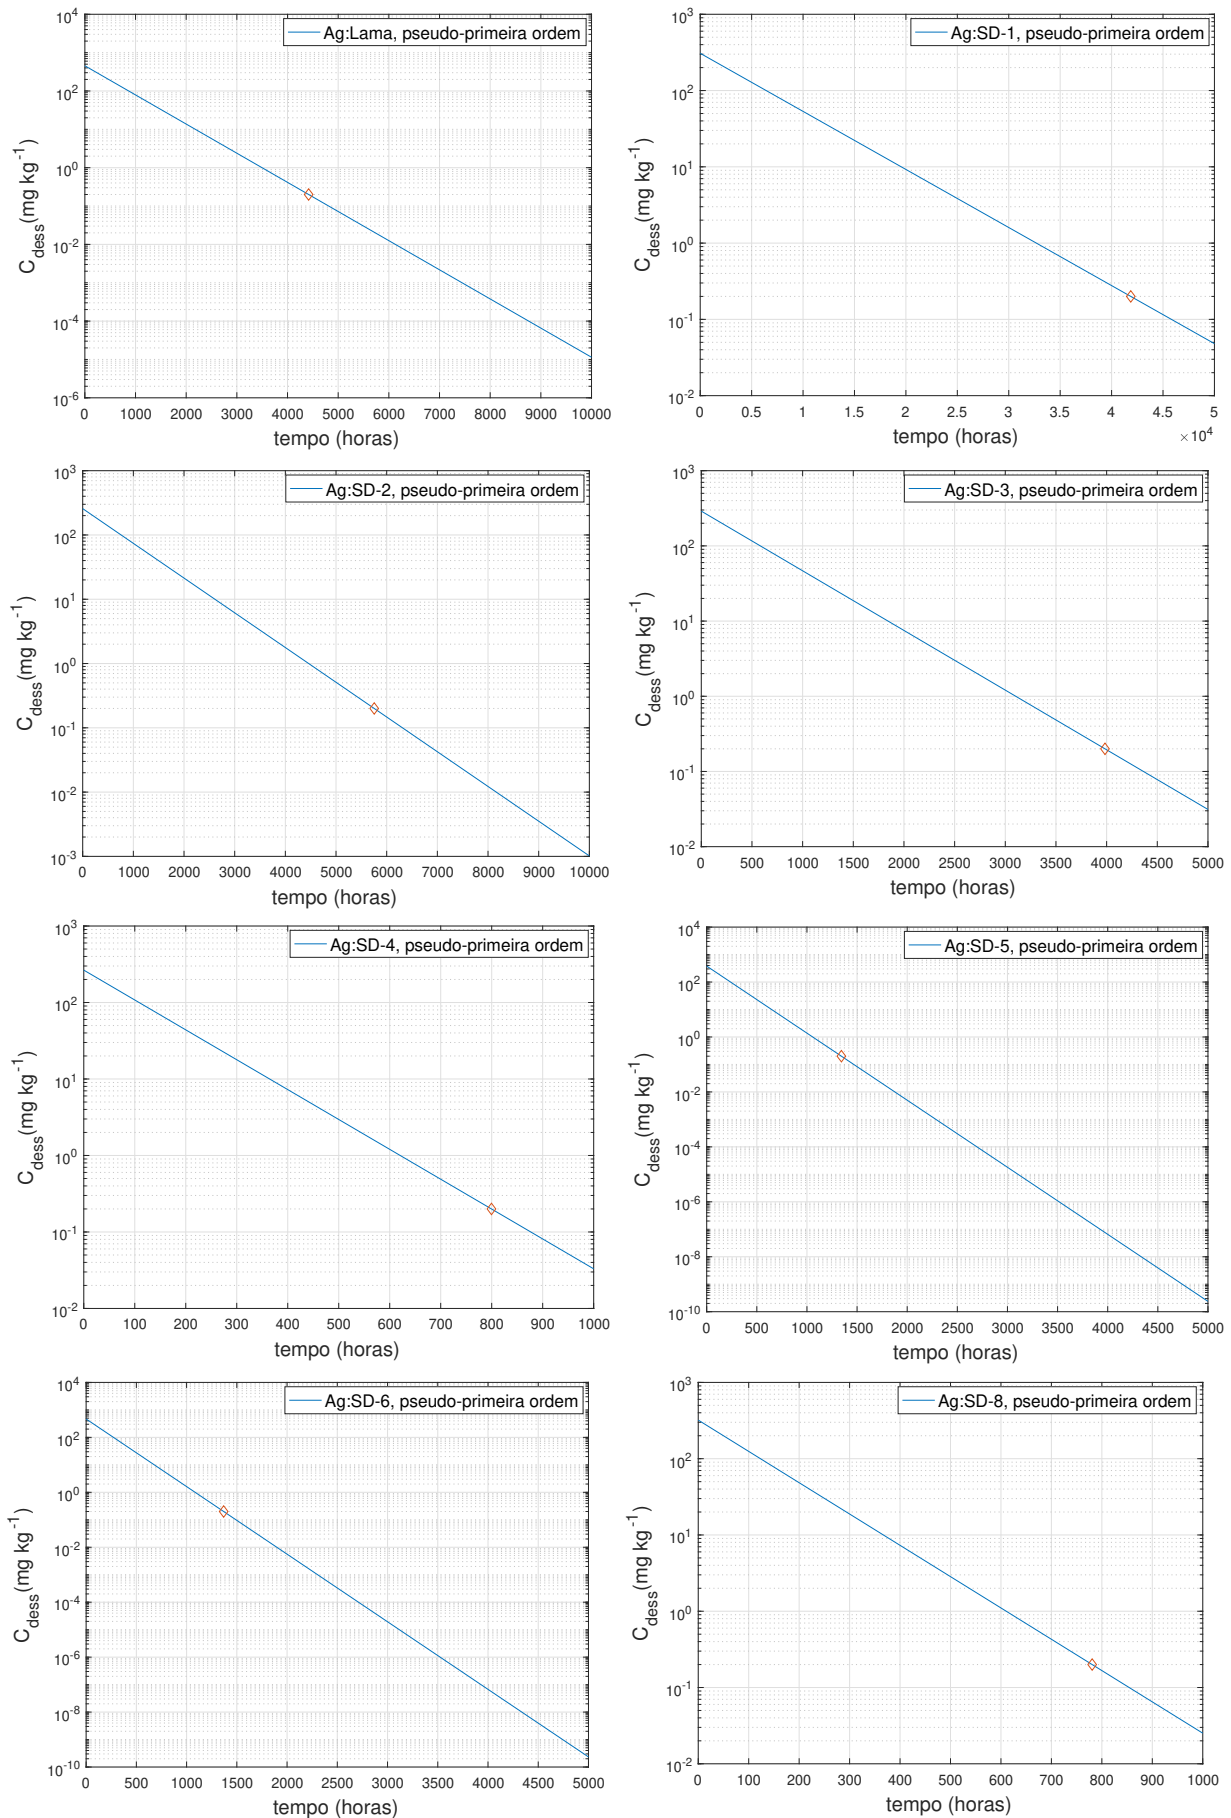 Ag:Lama, pseudo-primeira ordem
10^4
10^2
10^0
10^-2
10^-4
10^-6
C_dess(mg kg^-1)
0 1000 2000 3000 4000 5000 6000 7000 8000 9000 10000
tempo (horas)
Ag:SD-1, pseudo-primeira ordem
10^3
10^2
10^1
10^0
10^-1
10^-2
C_dess(mg kg^-1)
0 0.5 1 1.5 2 2.5 3 3.5 4 4.5 5
tempo (horas)
×10^4
Ag:SD-2, pseudo-primeira ordem
10^3
10^2
10^1
10^0
10^-1
10^-2
10^-3
C_dess(mg kg^-1)
0 1000 2000 3000 4000 5000 6000 7000 8000 9000 10000
tempo (horas)
Ag:SD-3, pseudo-primeira ordem
10^3
10^2
10^1
10^0
10^-1
10^-2
C_dess(mg kg^-1)
0 500 1000 1500 2000 2500 3000 3500 4000 4500 5000
tempo (horas)
Ag:SD-4, pseudo-primeira ordem
10^3
10^2
10^1
10^0
10^-1
10^-2
C_dess(mg kg^-1)
0 100 200 300 400 500 600 700 800 900 1000
tempo (horas)
Ag:SD-5, pseudo-primeira ordem
10^4
10^2
10^0
10^-2
10^-4
10^-6
10^-8
10^-10
C_dess(mg kg^-1)
0 500 1000 1500 2000 2500 3000 3500 4000 4500 5000
tempo (horas)
Ag:SD-6, pseudo-primeira ordem
10^4
10^2
10^0
10^-2
10^-4
10^-6
10^-8
10^-10
C_dess(mg kg^-1)
0 500 1000 1500 2000 2500 3000 3500 4000 4500 5000
tempo (horas)
Ag:SD-8, pseudo-primeira ordem
10^3
10^2
10^1
10^0
10^-1
10^-2
C_dess(mg kg^-1)
0 100 200 300 400 500 600 700 800 900 1000
tempo (horas)